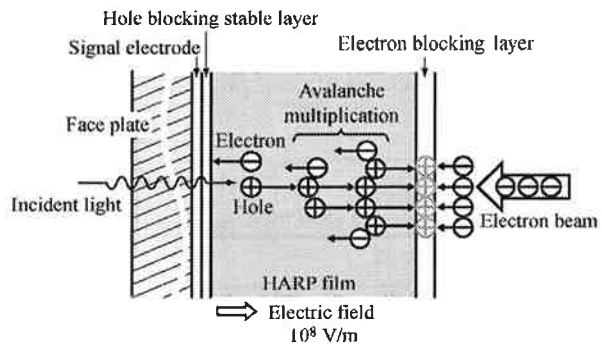 Hole blocking stable layer
Signal electrode
Electron blocking layer
Avalanche
multiplication
Face plate
Electron
Incident light
Hole
Electron beam
HARP film
Electric field
10⁸ V/m